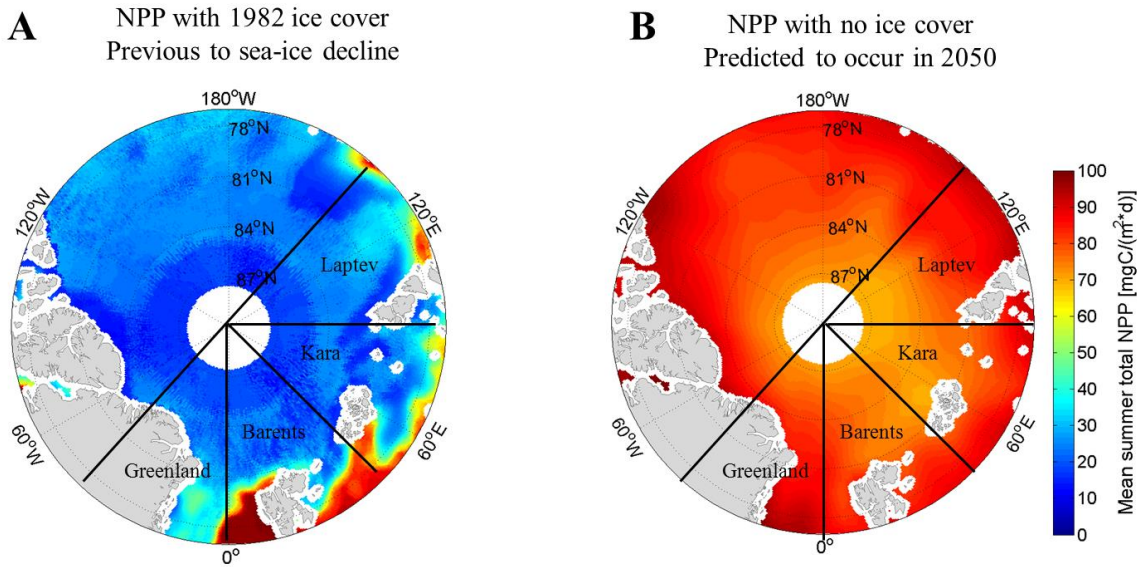 A
NPP with 1982 ice cover
Previous to sea-ice decline
180°W
78°N
81°N
84°N
87°N
120°W
120°E
60°W
60°E
0°
Laptev
Kara
Barents
Greenland
B
NPP with no ice cover
Predicted to occur in 2050
180°W
78°N
81°N
84°N
87°N
120°W
120°E
60°W
60°E
0°
Laptev
Kara
Barents
Greenland
100
90
80
70
60
50
40
30
20
10
0
Mean summer total NPP [mgC/(m²*d)]